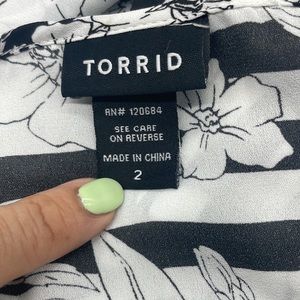 TORRID
RN# 120684
SEE CARE
ON REVERSE
MADE IN CHINA
2